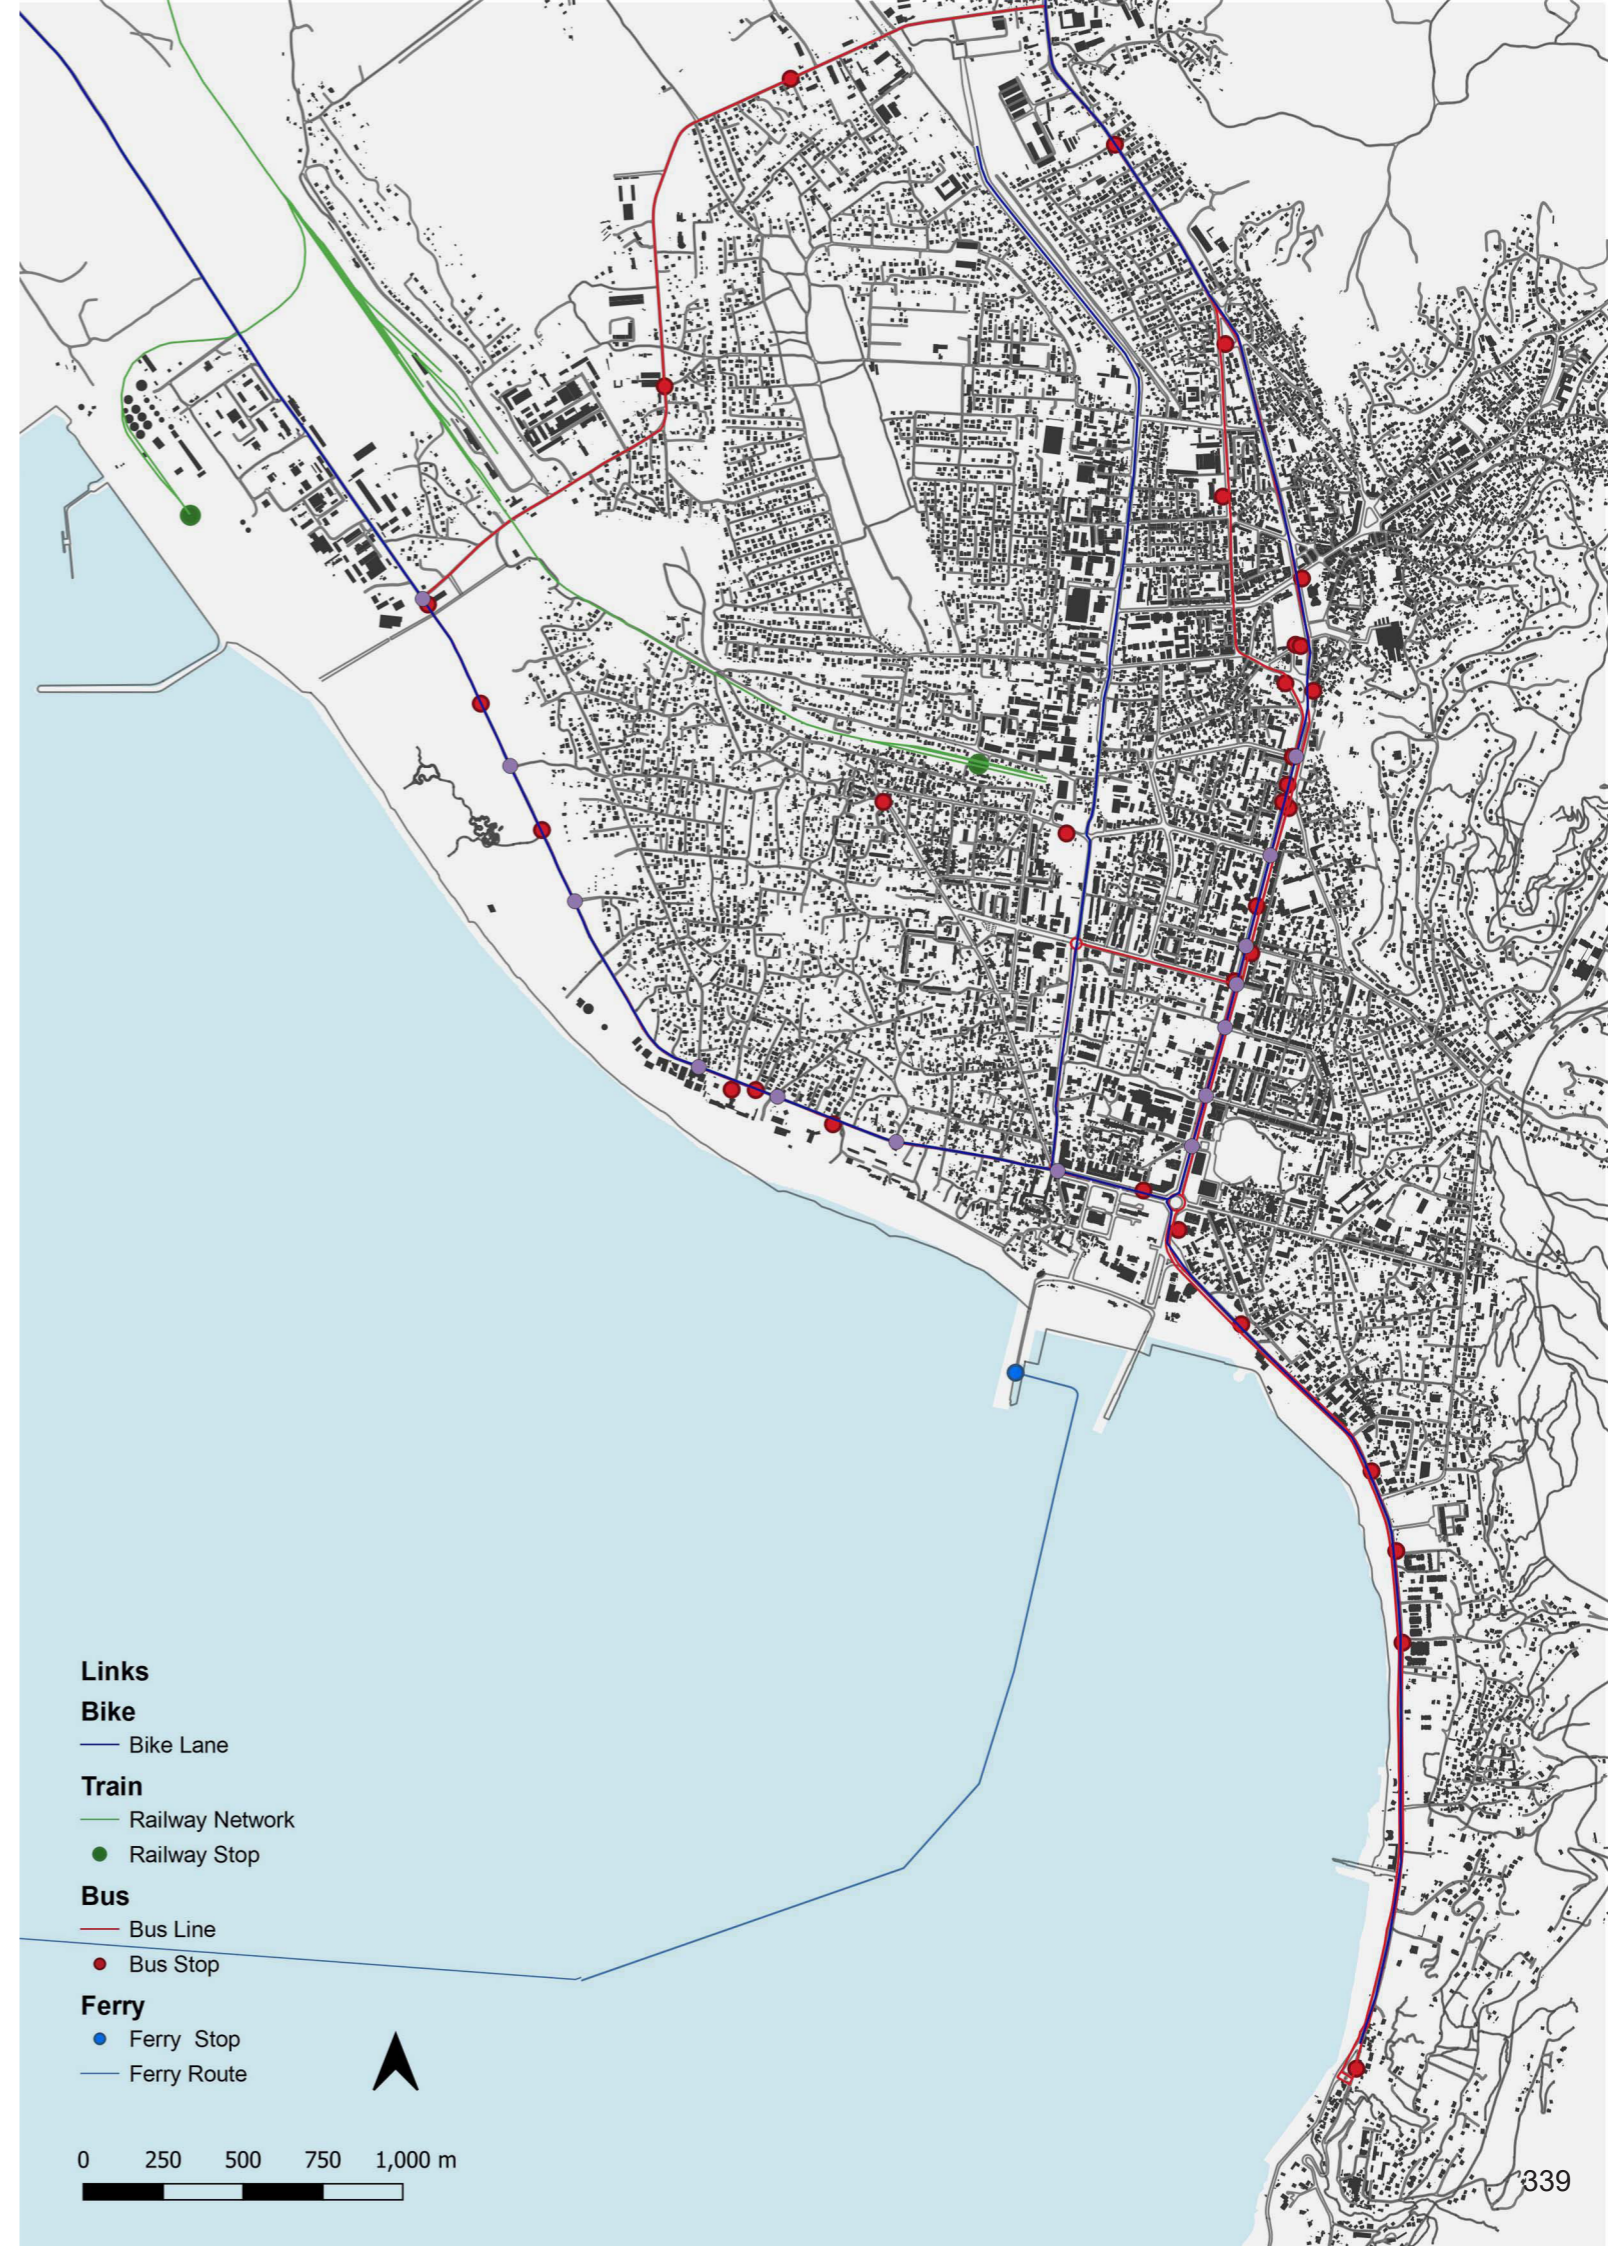 Links
Bike
Bike Lane
Train
Railway Network
Railway Stop
Bus
Bus Line
Bus Stop
Ferry
Ferry Stop
Ferry Route
0 250 500 750 1,000 m
339